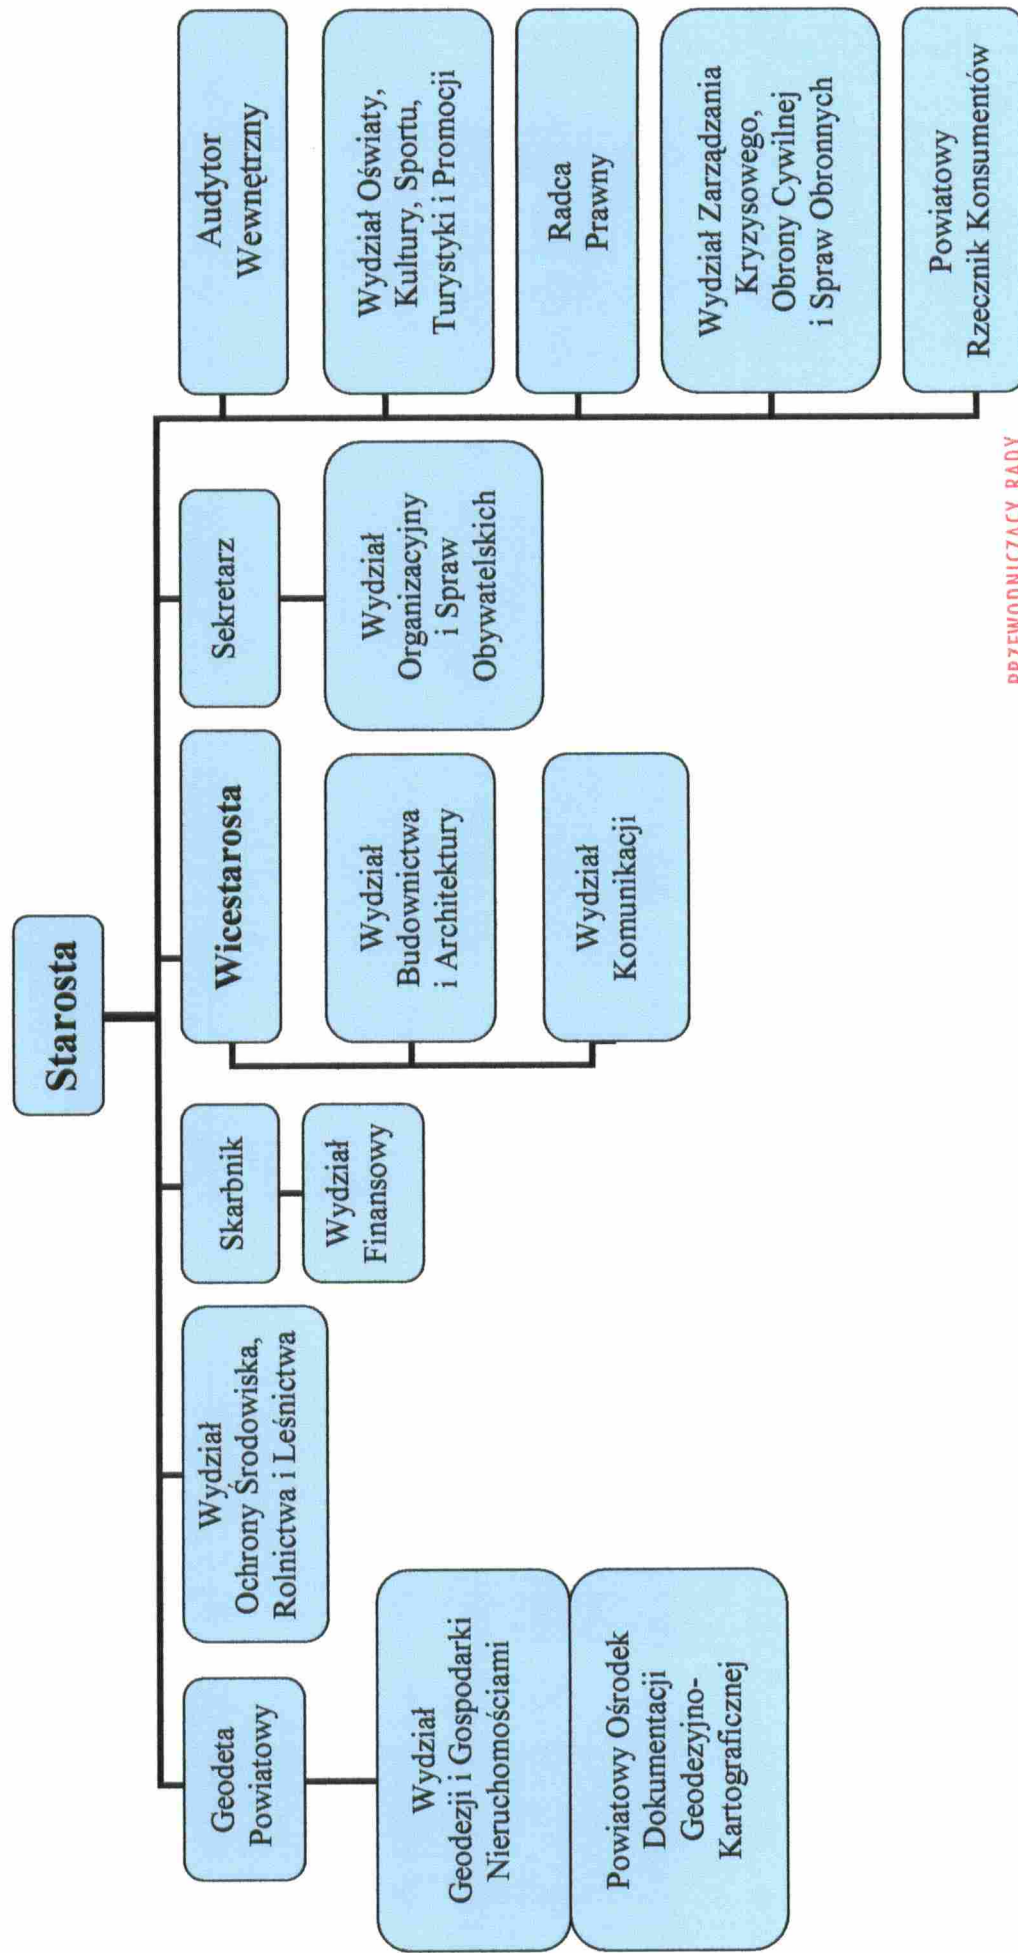 Starosta
Geodeta
Powiatowy
Wydział
Geodezji i Gospodarki
Nieruchomościami
Powiatowy Ośrodek
Dokumentacji
Geodezyjno-
Kartograficznej
Wydział
Ochrony Środowiska,
Rolnictwa i Leśnictwa
Skarbnik
Wydział
Finansowy
Wicestarosta
Wydział
Budownictwa
i Architektury
Wydział
Komunikacji
Sekretarz
Wydział
Organizacyjny
i Spraw
Obywatelskich
Audytor
Wewnętrzny
Wydział Oświaty,
Kultury, Sportu,
Turystyki i Promocji
Radca
Prawny
Wydział Zarządzania
Kryzysowego,
Obrony Cywilnej
i Spraw Obronnych
Powiatowy
Rzecznik Konsumentów
PRZEWODNICZĄCY RADY